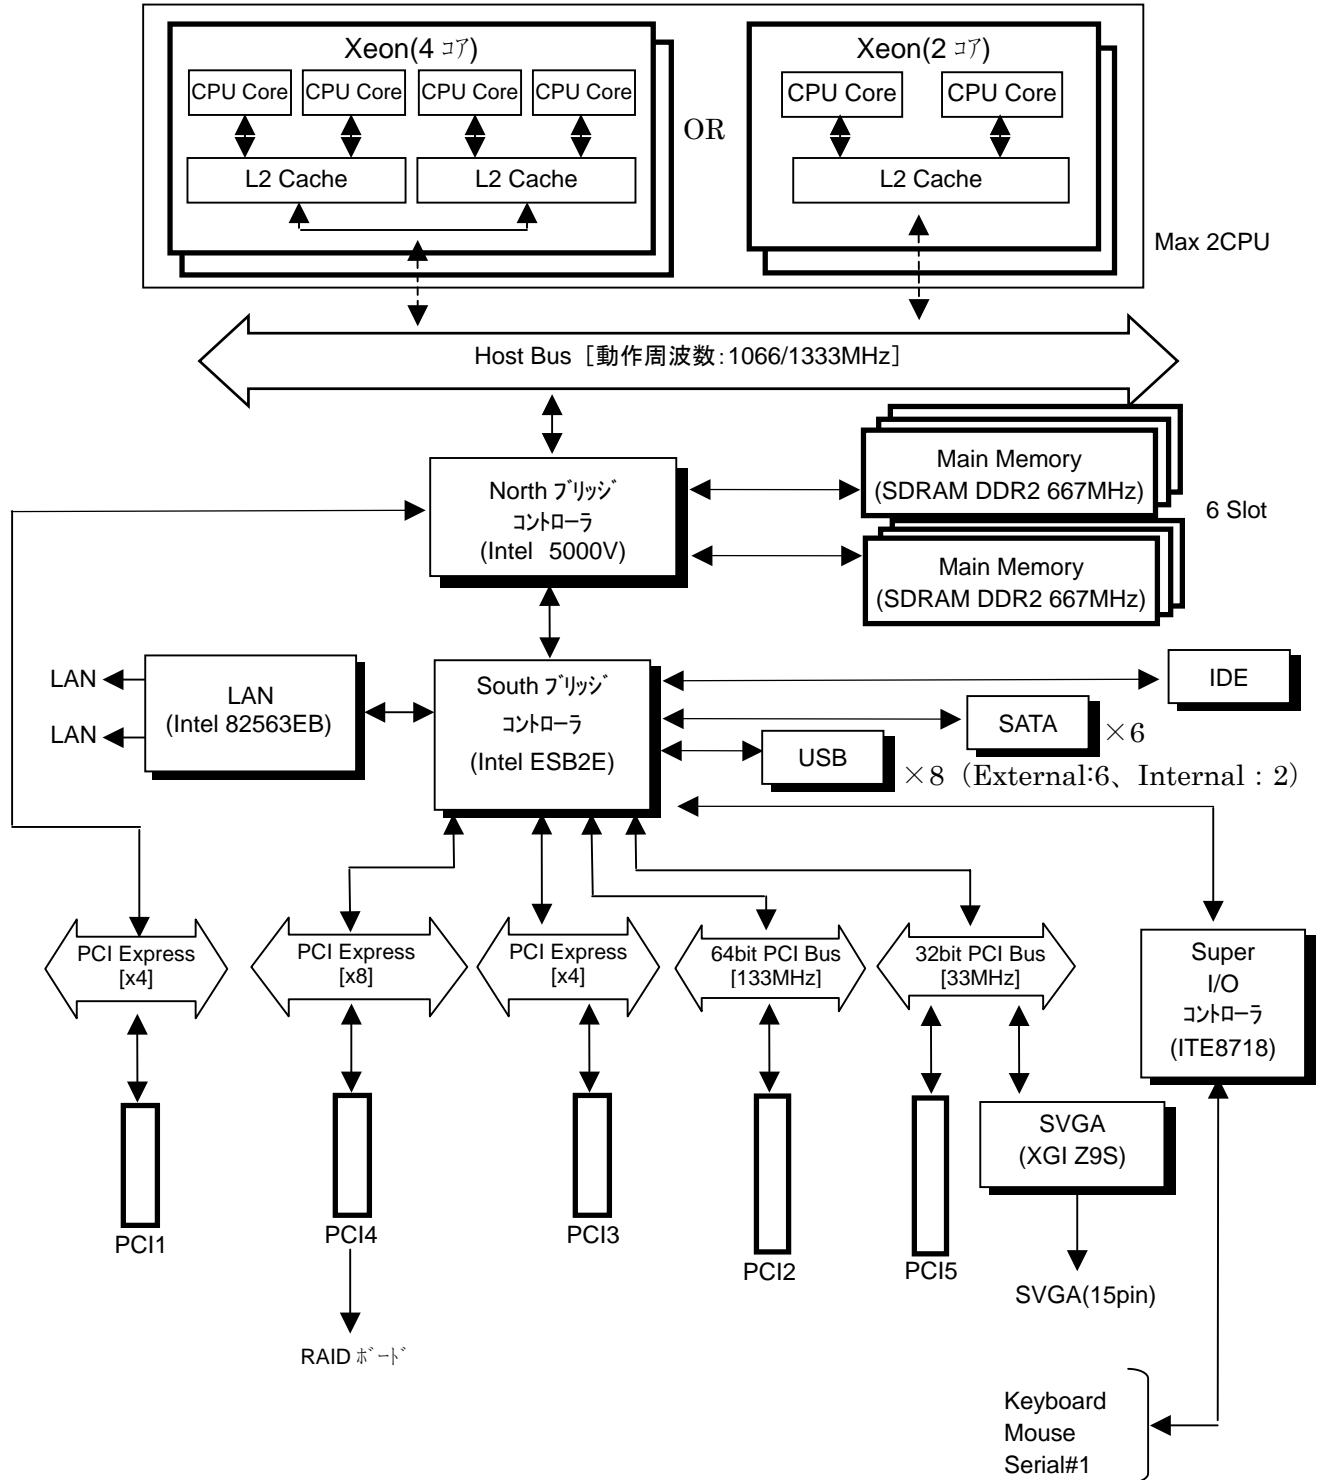 Xeon(4 ｺｱ)
CPU Core
CPU Core
CPU Core
CPU Core
L2 Cache
L2 Cache
OR
Xeon(2 ｺｱ)
CPU Core
CPU Core
L2 Cache
Max 2CPU
Host Bus［動作周波数:1066/1333MHz］
North ﾌﾞﾘｯｼﾞ
ｺﾝﾄﾛｰﾗ
(Intel 5000V)
Main Memory
(SDRAM DDR2 667MHz)
6 Slot
Main Memory
(SDRAM DDR2 667MHz)
LAN
LAN
LAN
(Intel 82563EB)
South ﾌﾞﾘｯｼﾞ
ｺﾝﾄﾛｰﾗ
(Intel ESB2E)
IDE
SATA
×6
USB
×8（External:6、Internal：2）
PCI Express
[x4]
PCI Express
[x8]
PCI Express
[x4]
64bit PCI Bus
[133MHz]
32bit PCI Bus
[33MHz]
Super
I/O
ｺﾝﾄﾛｰﾗ
(ITE8718)
SVGA
(XGI Z9S)
PCI1
PCI4
PCI3
PCI2
PCI5
SVGA(15pin)
RAID ﾎﾞｰﾄﾞ
Keyboard
Mouse
Serial#1